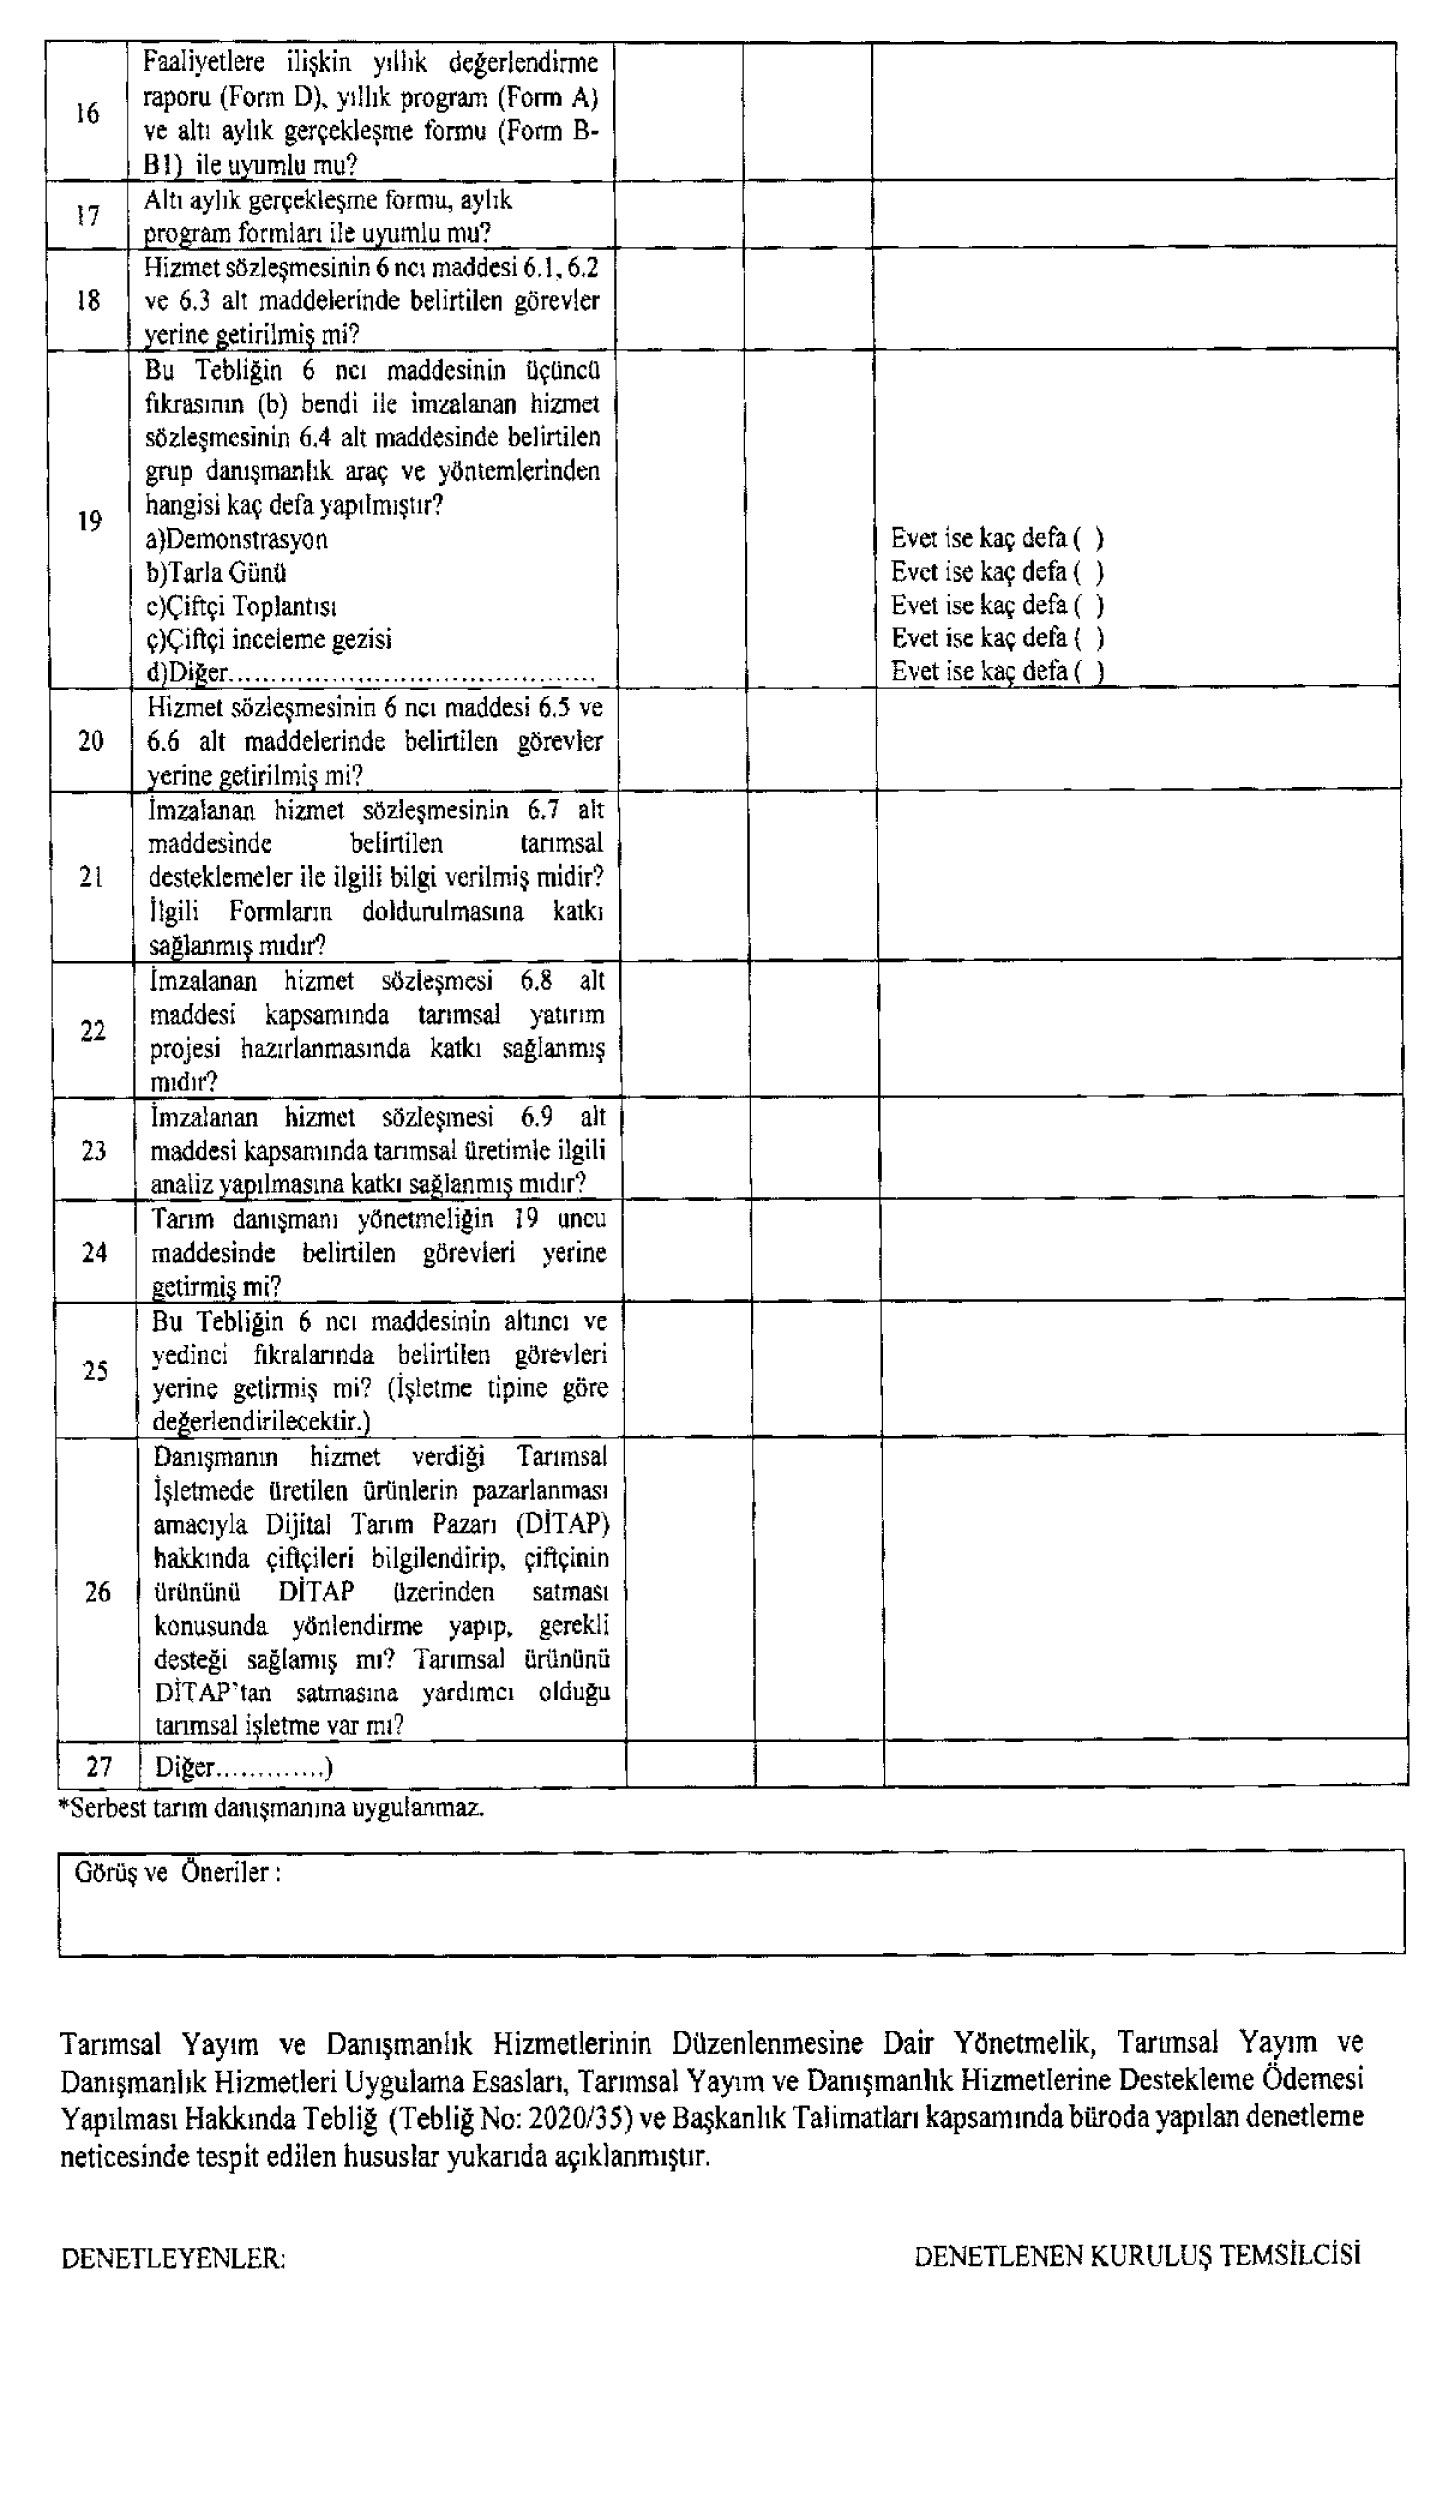 16
Faaliyetlere ilişkin yıllık değerlendirme
raporu (Form D), yıllık program (Form A)
ve altı aylık gerçekleşme formu (Form B-
B1) ile uyumlu mu?
17
Altı aylık gerçekleşme formu, aylık
program formları ile uyumlu mu?
18
Hizmet sözleşmesinin 6 ncı maddesi 6.1, 6.2
ve 6.3 alt maddelerinde belirtilen görevler
yerine getirilmiş mi?
19
Bu Tebliğin 6 ncı maddesinin üçüncü
fıkrasının (b) bendi ile imzalanan hizmet
sözleşmesinin 6.4 alt maddesinde belirtilen
grup danışmanlık araç ve yöntemlerinden
hangisi kaç defa yapılmıştır?
a)Demonstrasyon Evet ise kaç defa ( )
b)Tarla Günü Evet ise kaç defa ( )
c)Çiftçi Toplantısı Evet ise kaç defa ( )
ç)Çiftçi inceleme gezisi Evet ise kaç defa ( )
d)Diğer.......................................... Evet ise kaç defa ( )
20
Hizmet sözleşmesinin 6 ncı maddesi 6.5 ve
6.6 alt maddelerinde belirtilen görevler
yerine getirilmiş mi?
21
İmzalanan hizmet sözleşmesinin 6.7 alt
maddesinde belirtilen tarımsal
desteklemeler ile ilgili bilgi verilmiş midir?
İlgili Formların doldurulmasına katkı
sağlanmış mıdır?
22
İmzalanan hizmet sözleşmesi 6.8 alt
maddesi kapsamında tarımsal yatırım
projesi hazırlanmasında katkı sağlanmış
mıdır?
23
İmzalanan hizmet sözleşmesi 6.9 alt
maddesi kapsamında tarımsal üretimle ilgili
analiz yapılmasına katkı sağlanmış mıdır?
24
Tarım danışmanı yönetmeliğin 19 uncu
maddesinde belirtilen görevleri yerine
getirmiş mi?
25
Bu Tebliğin 6 ncı maddesinin altıncı ve
yedinci fıkralarında belirtilen görevleri
yerine getirmiş mi? (İşletme tipine göre
değerlendirilecektir.)
26
Danışmanın hizmet verdiği Tarımsal
İşletmede üretilen ürünlerin pazarlanması
amacıyla Dijital Tarım Pazarı (DİTAP)
hakkında çiftçileri bilgilendirip, çiftçinin
ürününü DİTAP üzerinden satması
konusunda yönlendirme yapıp, gerekli
desteği sağlamış mı? Tarımsal ürününü
DİTAP'tan satmasına yardımcı olduğu
tarımsal işletme var mı?
27
Diğer.............)
*Serbest tarım danışmanına uygulanmaz.
Görüş ve Öneriler :
Tarımsal Yayım ve Danışmanlık Hizmetlerinin Düzenlenmesine Dair Yönetmelik, Tarımsal Yayım ve
Danışmanlık Hizmetleri Uygulama Esasları, Tarımsal Yayım ve Danışmanlık Hizmetlerine Destekleme Ödemesi
Yapılması Hakkında Tebliğ (Tebliğ No: 2020/35) ve Başkanlık Talimatları kapsamında büroda yapılan denetleme
neticesinde tespit edilen hususlar yukarıda açıklanmıştır.
DENETLEYENLER: DENETLENEN KURULUŞ TEMSİLCİSİ